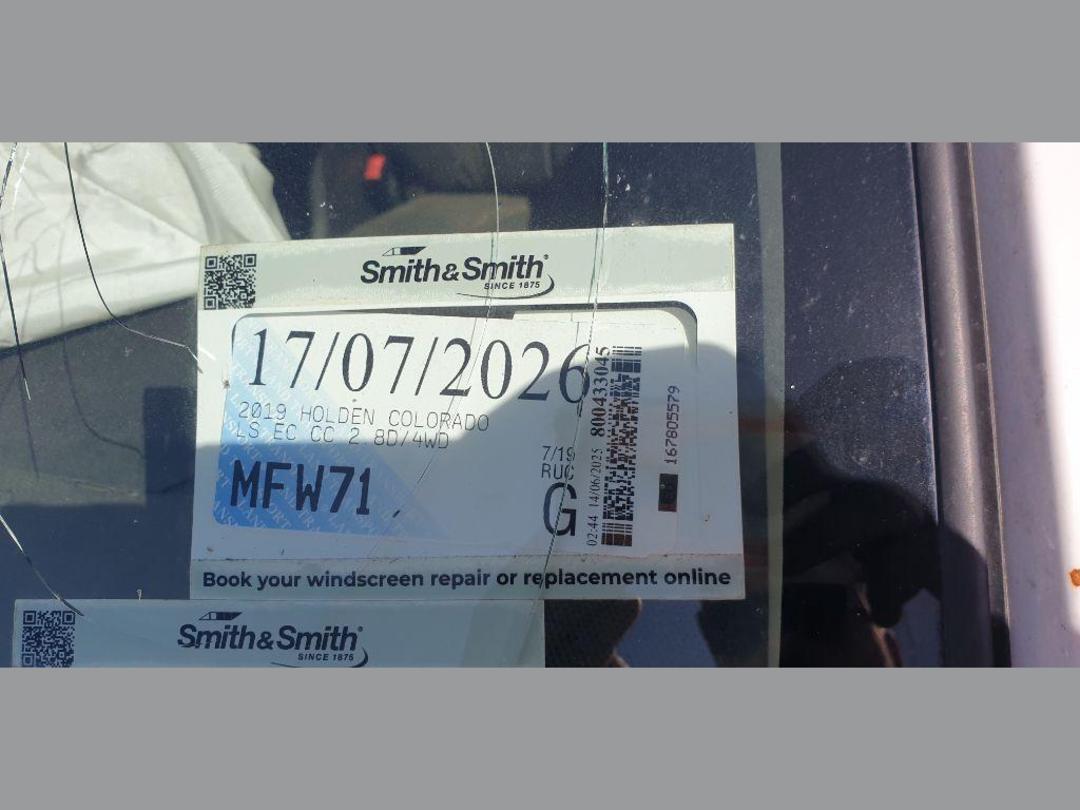 Smith&Smith®
SINCE 1875
17/07/2026
2019 HOLDEN COLORADO
LS EC CC 2.8D/4WD
MFW71
7/19
RUC
G
02:44 14/06/2025 800433045
167805579
Book your windscreen repair or replacement online
Smith&Smith®
SINCE 1875